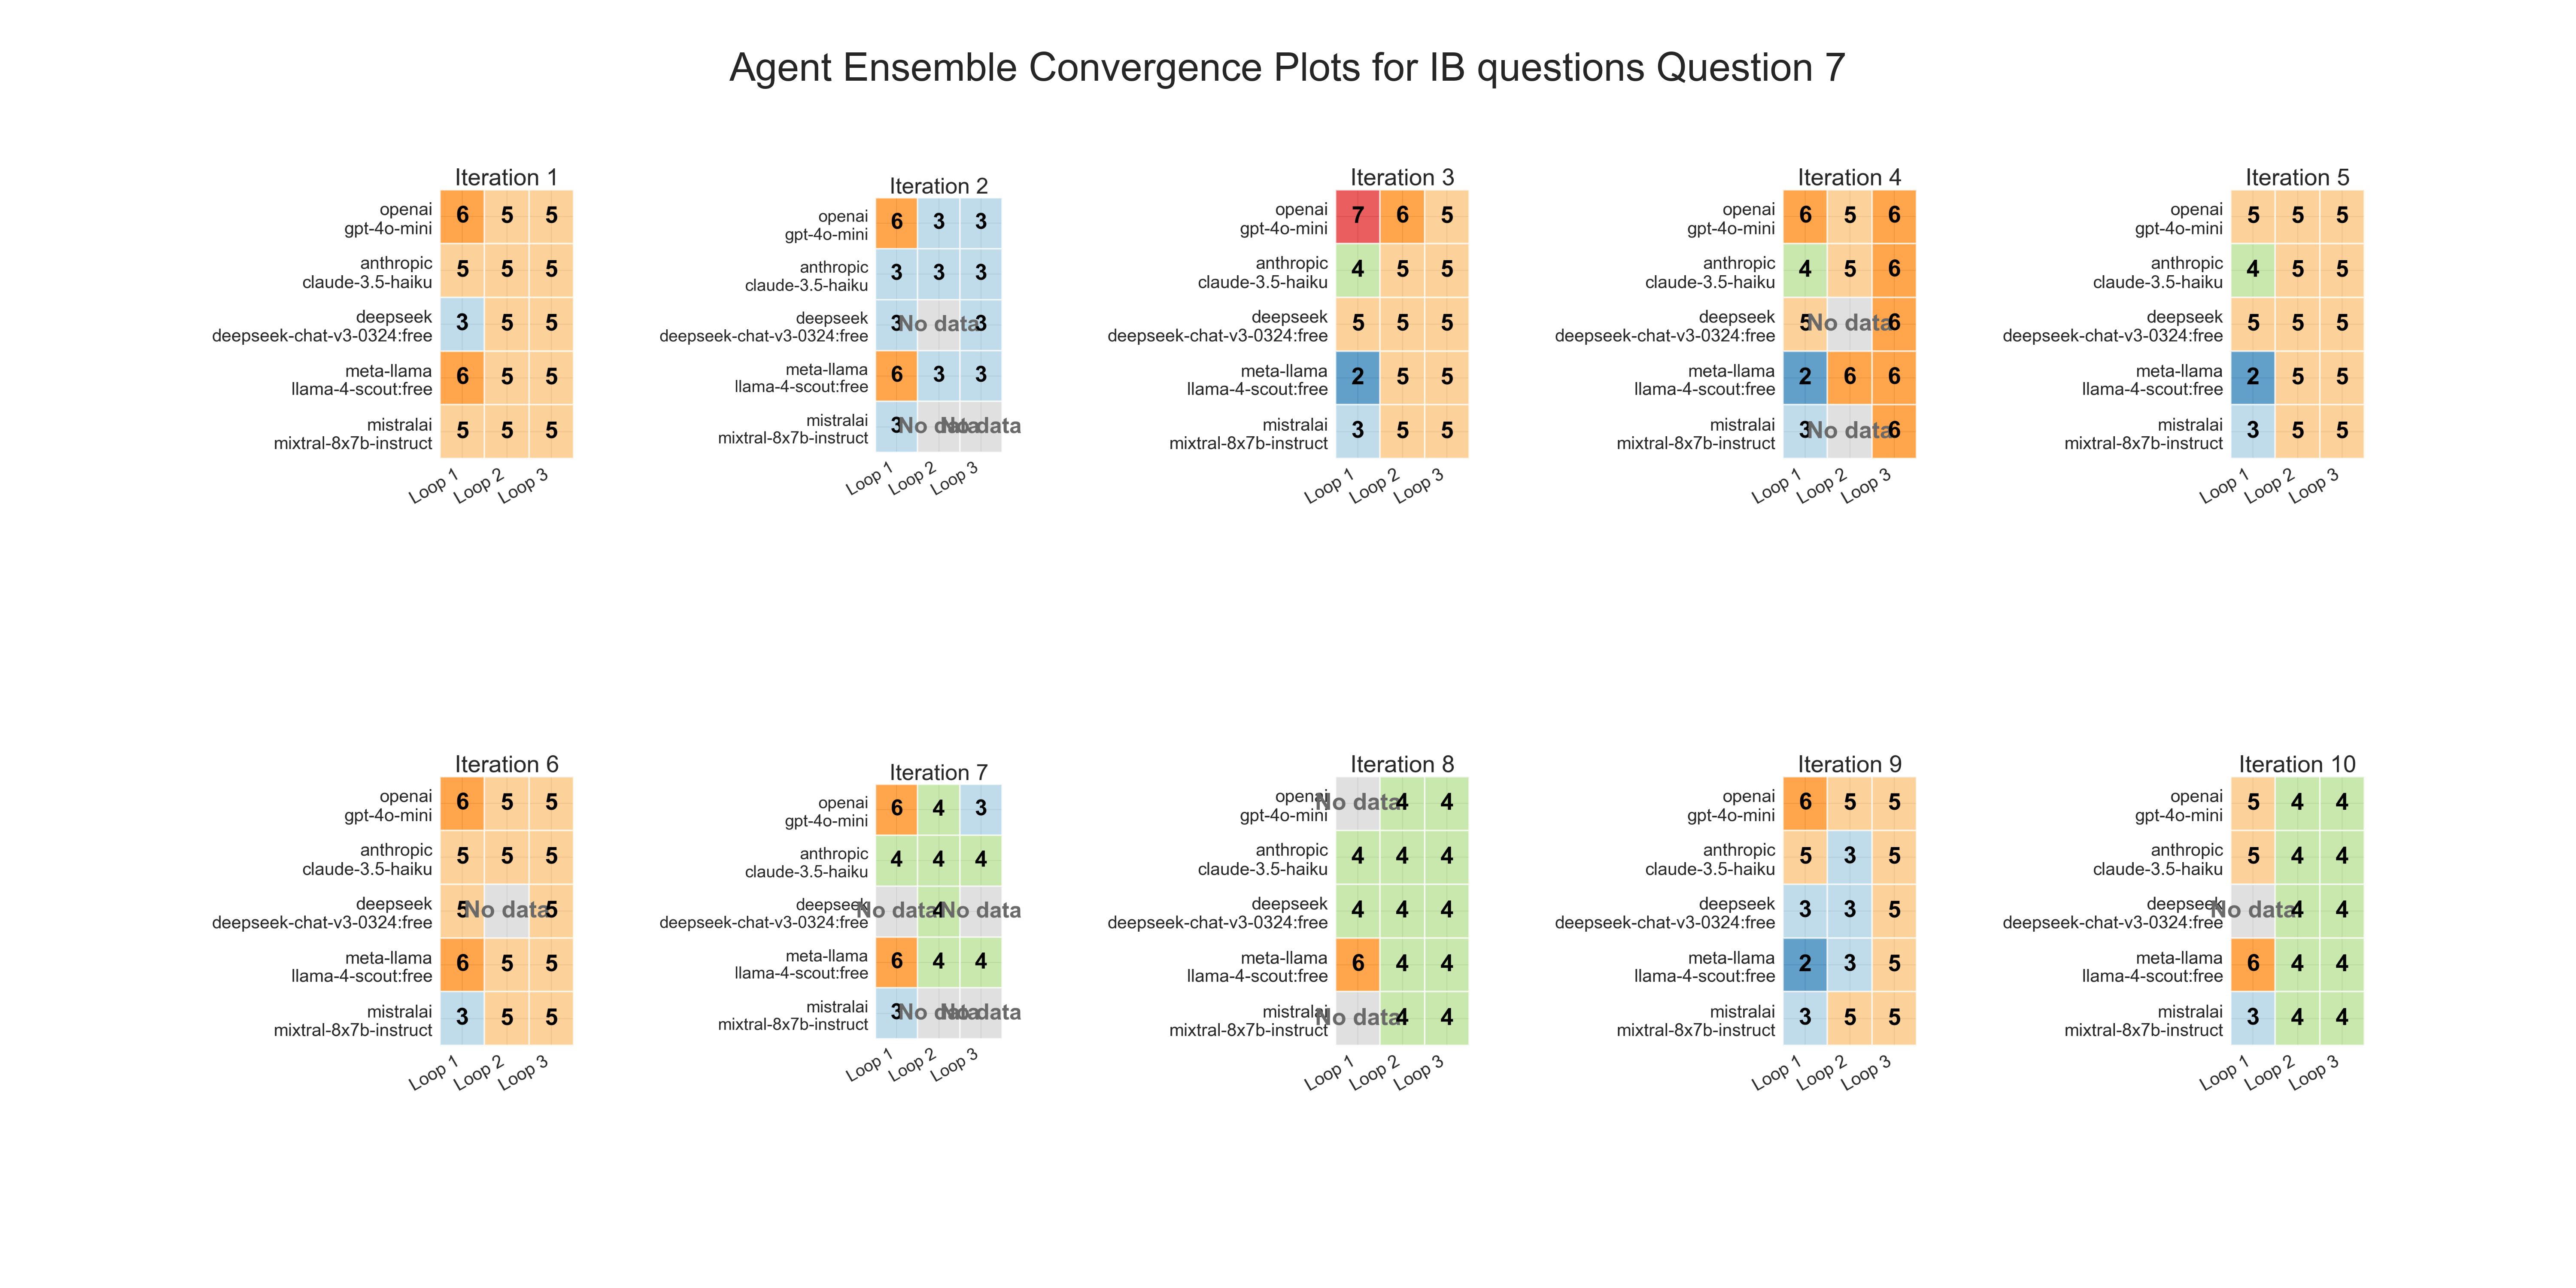 Agent Ensemble Convergence Plots for IB questions Question 7
Iteration 1
openai
gpt-4o-mini
6 5 5
anthropic
claude-3.5-haiku
5 5 5
deepseek
deepseek-chat-v3-0324:free
3 5 5
meta-llama
llama-4-scout:free
6 5 5
mistralai
mixtral-8x7b-instruct
5 5 5
Loop 1 Loop 2 Loop 3
Iteration 2
openai
gpt-4o-mini
6 3 3
anthropic
claude-3.5-haiku
3 3 3
deepseek
deepseek-chat-v3-0324:free
3 No data 3
meta-llama
llama-4-scout:free
6 3 3
mistralai
mixtral-8x7b-instruct
3 No data No data
Loop 1 Loop 2 Loop 3
Iteration 3
openai
gpt-4o-mini
7 6 5
anthropic
claude-3.5-haiku
4 5 5
deepseek
deepseek-chat-v3-0324:free
5 5 5
meta-llama
llama-4-scout:free
2 5 5
mistralai
mixtral-8x7b-instruct
3 5 5
Loop 1 Loop 2 Loop 3
Iteration 4
openai
gpt-4o-mini
6 5 6
anthropic
claude-3.5-haiku
4 5 6
deepseek
deepseek-chat-v3-0324:free
5 No data 6
meta-llama
llama-4-scout:free
2 6 6
mistralai
mixtral-8x7b-instruct
3 No data 6
Loop 1 Loop 2 Loop 3
Iteration 5
openai
gpt-4o-mini
5 5 5
anthropic
claude-3.5-haiku
4 5 5
deepseek
deepseek-chat-v3-0324:free
5 5 5
meta-llama
llama-4-scout:free
2 5 5
mistralai
mixtral-8x7b-instruct
3 5 5
Loop 1 Loop 2 Loop 3
Iteration 6
openai
gpt-4o-mini
6 5 5
anthropic
claude-3.5-haiku
5 5 5
deepseek
deepseek-chat-v3-0324:free
5 No data 5
meta-llama
llama-4-scout:free
6 5 5
mistralai
mixtral-8x7b-instruct
3 5 5
Loop 1 Loop 2 Loop 3
Iteration 7
openai
gpt-4o-mini
6 4 3
anthropic
claude-3.5-haiku
4 4 4
deepseek
deepseek-chat-v3-0324:free
No data 4 No data
meta-llama
llama-4-scout:free
6 4 4
mistralai
mixtral-8x7b-instruct
3 No data No data
Loop 1 Loop 2 Loop 3
Iteration 8
openai
gpt-4o-mini
No data 4 4
anthropic
claude-3.5-haiku
4 4 4
deepseek
deepseek-chat-v3-0324:free
4 4 4
meta-llama
llama-4-scout:free
6 4 4
mistralai
mixtral-8x7b-instruct
No data 4 4
Loop 1 Loop 2 Loop 3
Iteration 9
openai
gpt-4o-mini
6 5 5
anthropic
claude-3.5-haiku
5 3 5
deepseek
deepseek-chat-v3-0324:free
3 3 5
meta-llama
llama-4-scout:free
2 3 5
mistralai
mixtral-8x7b-instruct
3 5 5
Loop 1 Loop 2 Loop 3
Iteration 10
openai
gpt-4o-mini
5 4 4
anthropic
claude-3.5-haiku
5 4 4
deepseek
deepseek-chat-v3-0324:free
No data 4 4
meta-llama
llama-4-scout:free
6 4 4
mistralai
mixtral-8x7b-instruct
3 4 4
Loop 1 Loop 2 Loop 3